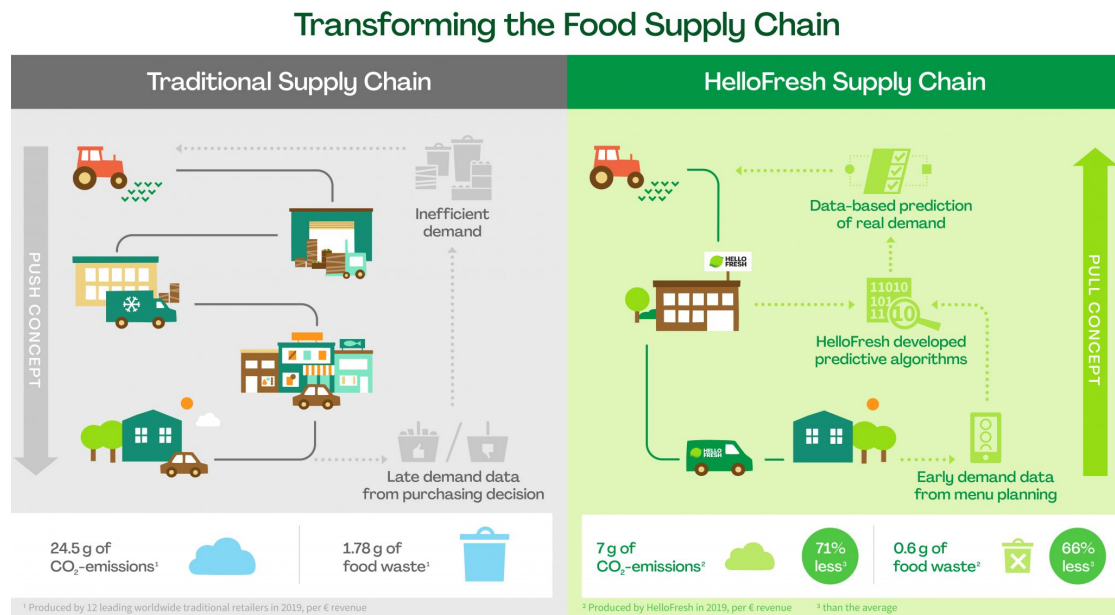 Transforming the Food Supply Chain
Traditional Supply Chain
PUSH CONCEPT
Inefficient
demand
Late demand data
from purchasing decision
24.5 g of
CO₂-emissions¹
1.78 g of
food waste¹
¹ Produced by 12 leading worldwide traditional retailers in 2019, per € revenue
HelloFresh Supply Chain
PULL CONCEPT
Data-based prediction
of real demand
HELLO
FRESH
11010
101
11 10
HelloFresh developed
predictive algorithms
HELLO
FRESH
Early demand data
from menu planning
7 g of
CO₂-emissions²
71%
less³
0.6 g of
food waste²
66%
less³
² Produced by HelloFresh in 2019, per € revenue
³ than the average